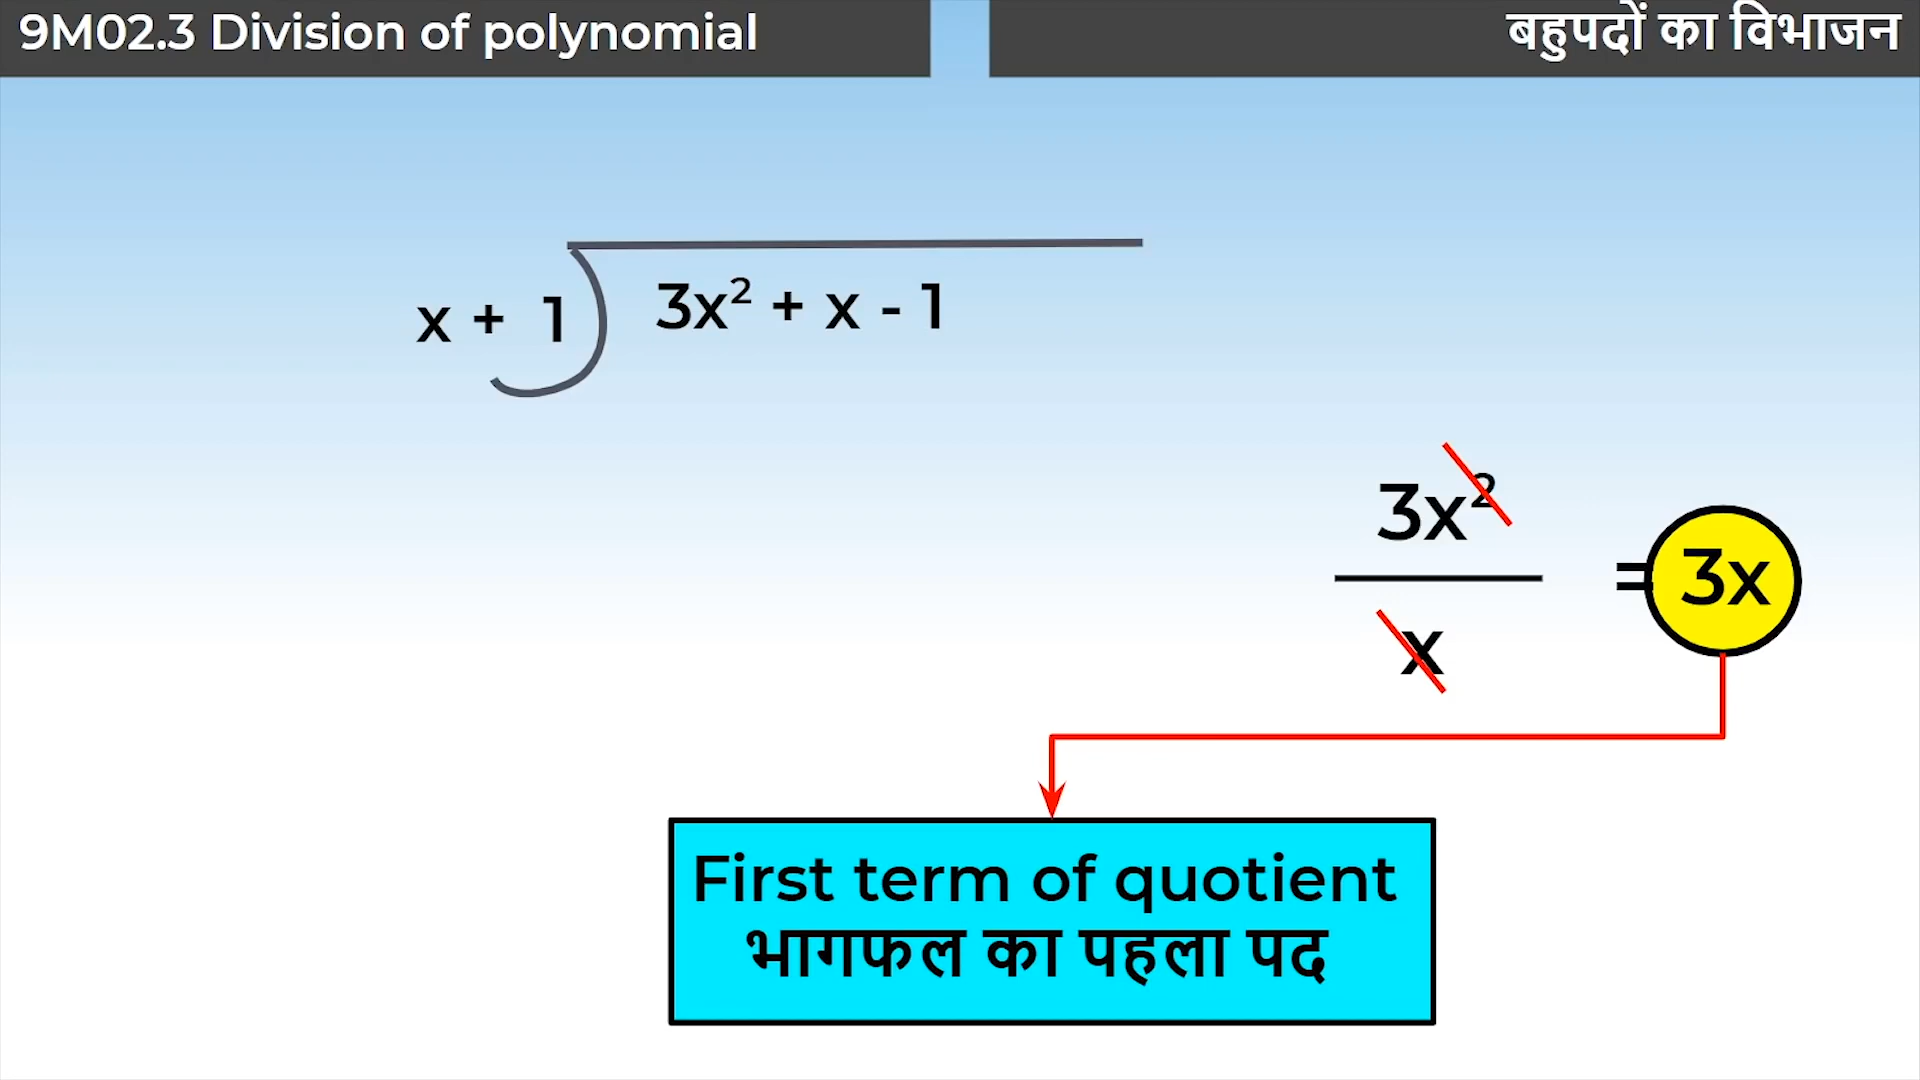 9M02.3 Division of polynomial
बहुपदों का विभाजन
x + 1 3x² + x - 1
3x²
x
= 3x
First term of quotient
भागफल का पहला पद